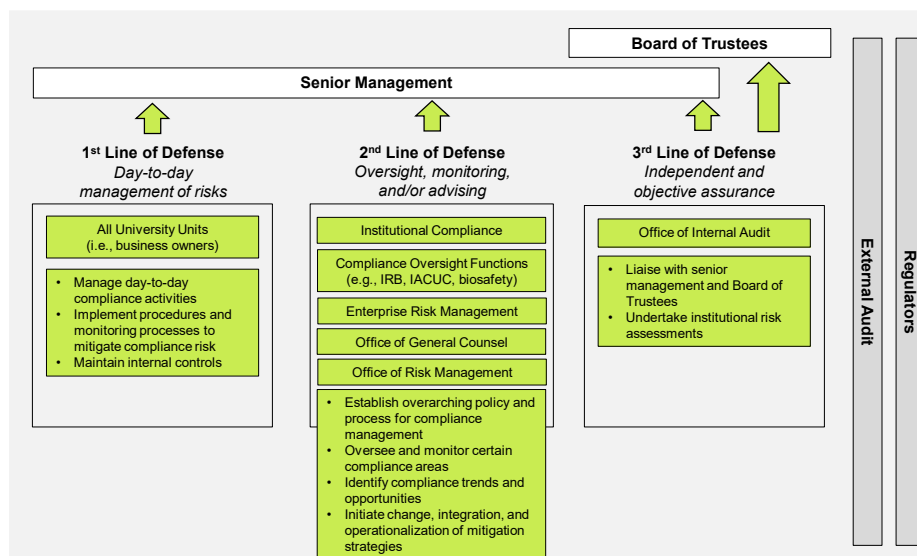 Board of Trustees
Senior Management
1st Line of Defense
Day-to-day
management of risks
All University Units
(i.e., business owners)
• Manage day-to-day
compliance activities
• Implement procedures and
monitoring processes to
mitigate compliance risk
• Maintain internal controls
2nd Line of Defense
Oversight, monitoring,
and/or advising
Institutional Compliance
Compliance Oversight Functions
(e.g., IRB, IACUC, biosafety)
Enterprise Risk Management
Office of General Counsel
Office of Risk Management
• Establish overarching policy and
process for compliance
management
• Oversee and monitor certain
compliance areas
• Identify compliance trends and
opportunities
• Initiate change, integration, and
operationalization of mitigation
strategies
3rd Line of Defense
Independent and
objective assurance
Office of Internal Audit
• Liaise with senior
management and Board of
Trustees
• Undertake institutional risk
assessments
External Audit
Regulators